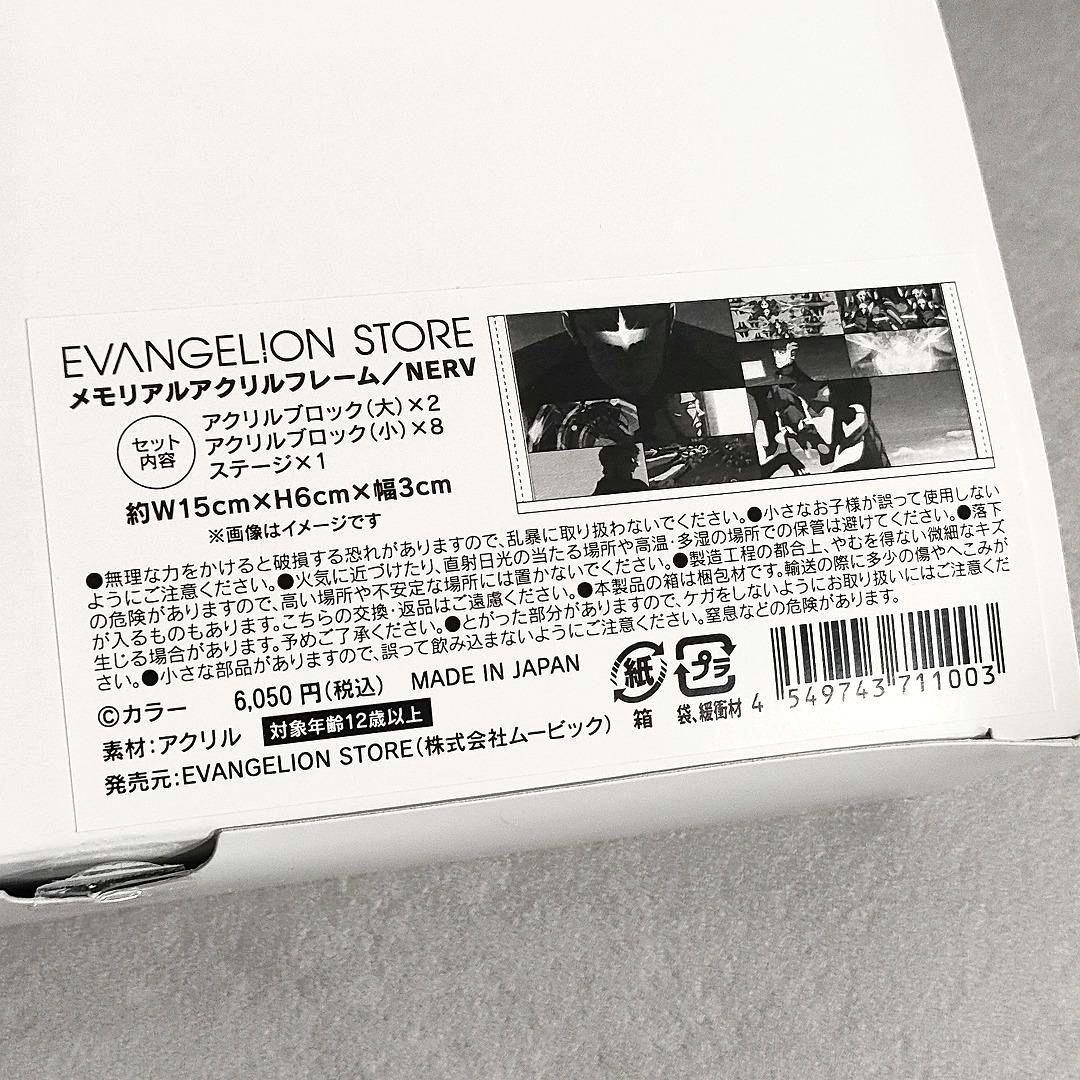 EVANGELION STORE
メモリアルアクリルフレーム／NERV
セット内容
アクリルブロック（大）×2
アクリルブロック（小）×8
ステージ×1
約W15cm×H6cm×幅3cm
※画像はイメージです
●無理な力をかけると破損する恐れがありますので、乱暴に取り扱わないでください。●小さなお子様が誤って使用しない
ようにご注意ください。●火気に近づけたり、直射日光の当たる場所や高温・多湿の場所での保管は避けてください。●落下
の危険がありますので、高い場所や不安定な場所には置かないでください。●製造工程の都合上、やむを得ない微細なキズ
が入るものもあります。こちらの交換・返品はご遠慮ください。●本製品の箱は梱包材です。輸送の際に多少の傷やへこみが
生じる場合があります。予めご了承ください。●とがった部分がありますので、ケガをしないようにお取り扱いにはご注意くだ
さい。●小さな部品がありますので、誤って飲み込まないようにご注意ください。窒息などの危険があります。
©カラー
6,050円（税込）
MADE IN JAPAN
素材：アクリル
対象年齢12歳以上
発売元：EVANGELION STORE（株式会社ムービック）
紙
箱
プラ
袋、緩衝材
4 549743 711003